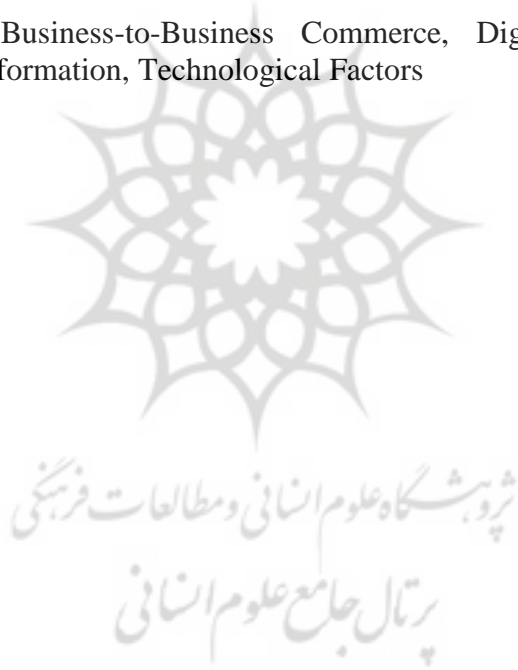 Business-to-Business Commerce, Dig
formation, Technological Factors
پژوهشگاه علوم انسانی و مطالعات فرهنگی
پرتال جامع علوم انسانی